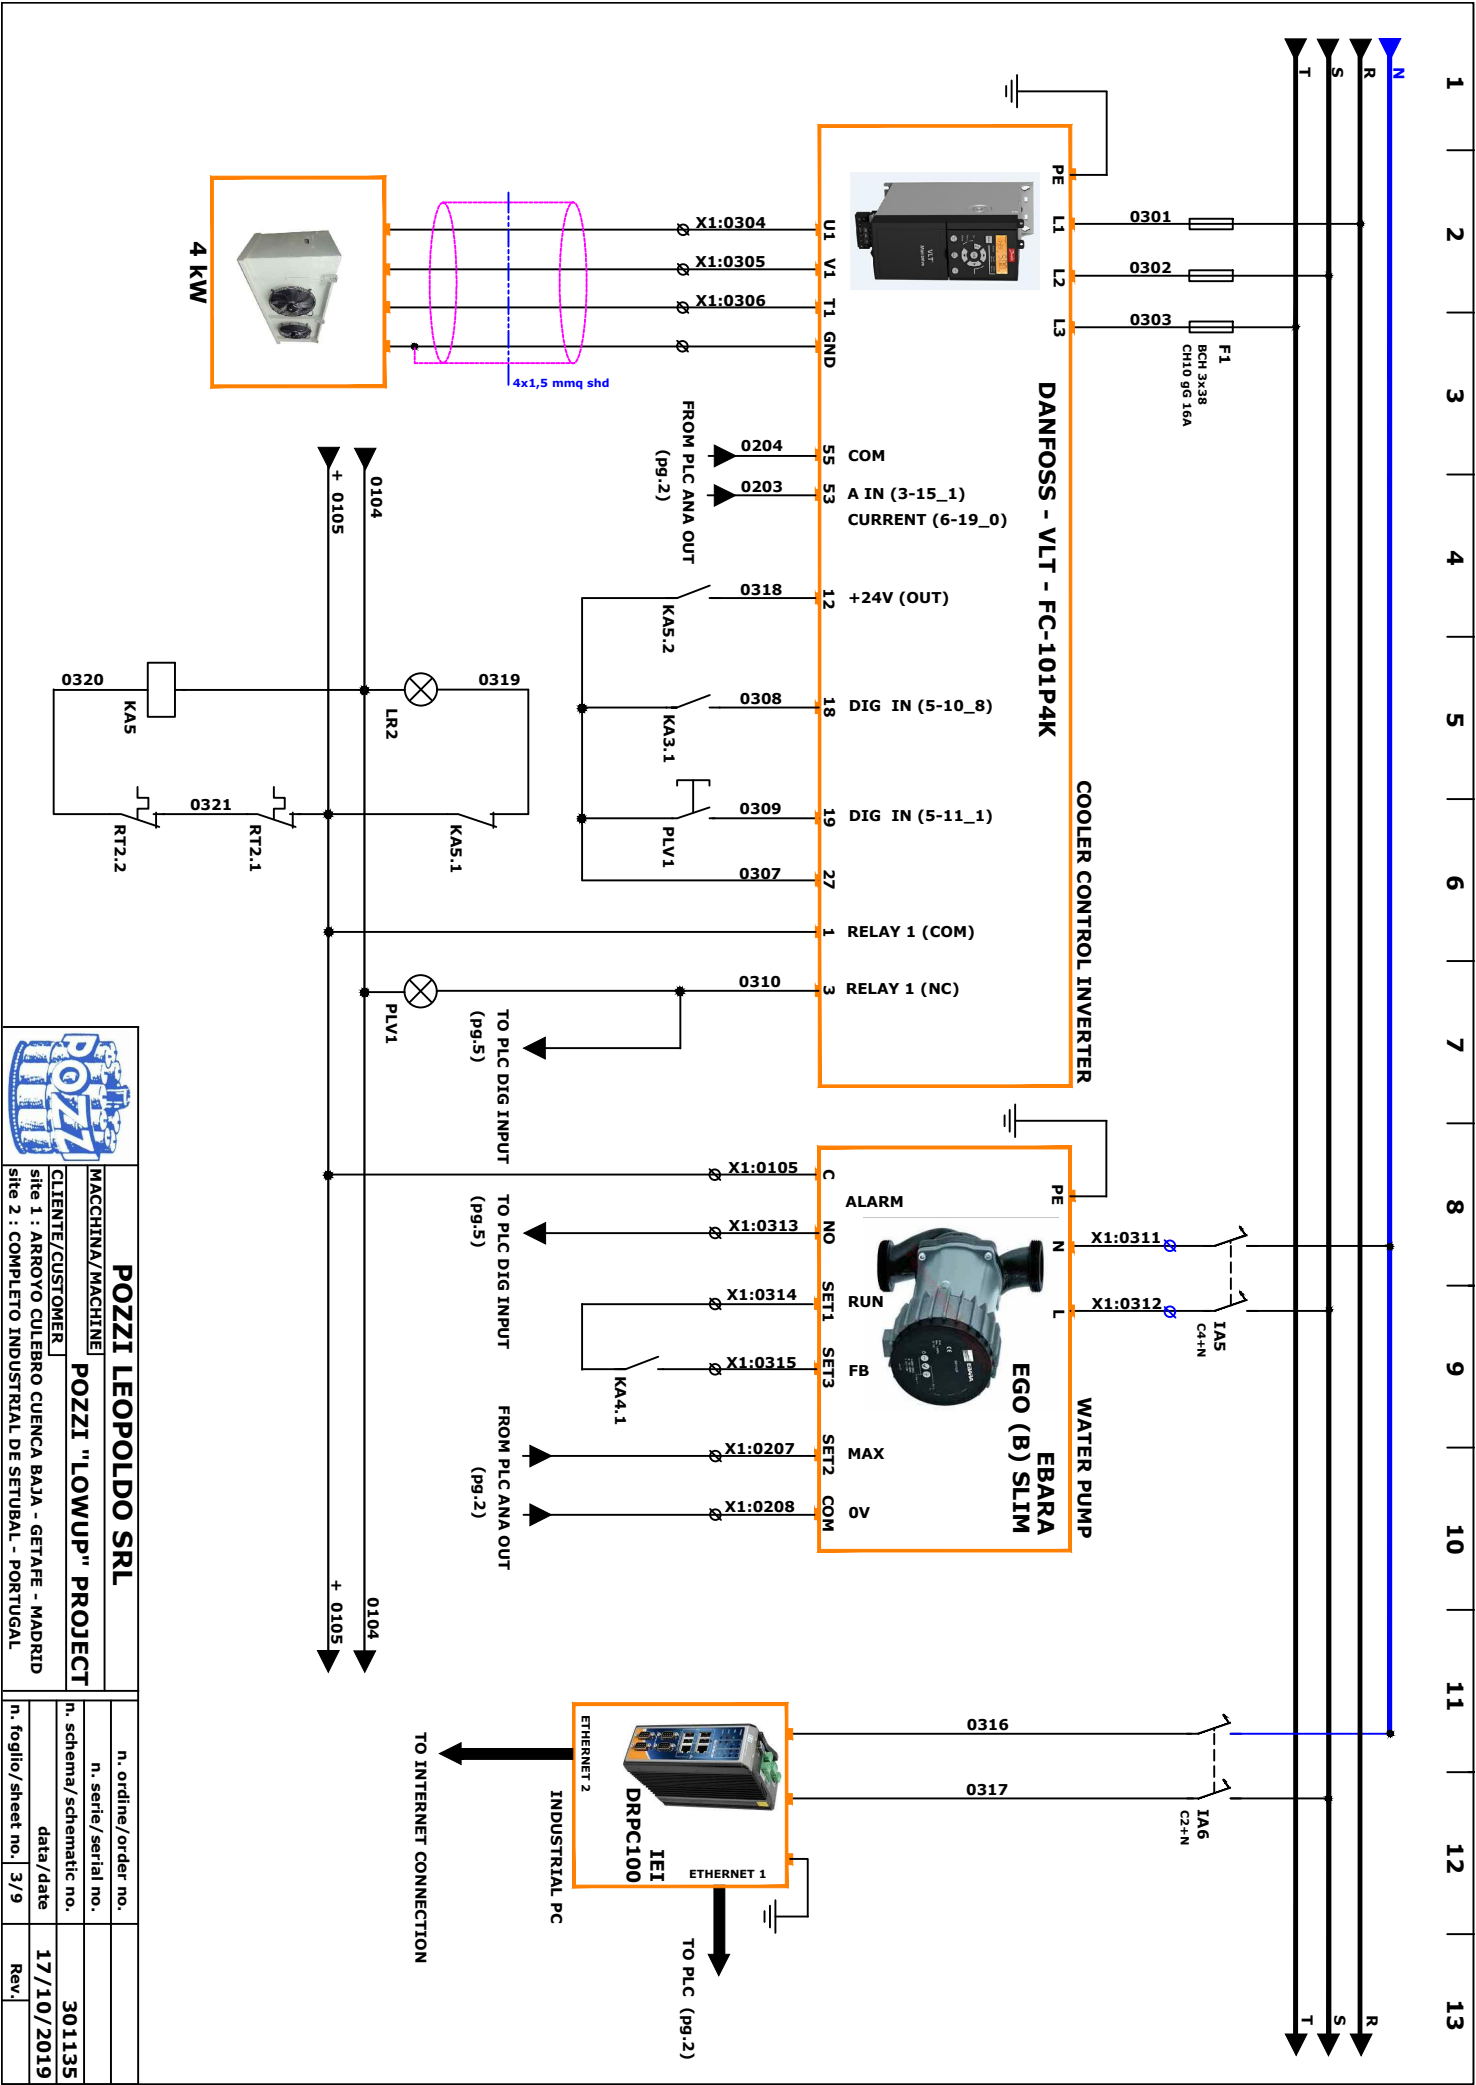 1
2
3
4
5
6
7
8
9
10
11
12
13
N
R
S
T
R
S
T
0301
0302
0303
F1
BCH 3x38
CH10 gG 16A
PE
L1
L2
L3
DANFOSS - VLT - FC-101P4K
COOLER CONTROL INVERTER
U1
V1
T1
GND
X1:0304
X1:0305
X1:0306
4x1,5 mmq shd
4 kW
55
COM
53
A IN (3-15_1)
CURRENT (6-19_0)
12
+24V (OUT)
18
DIG IN (5-10_8)
19
DIG IN (5-11_1)
27
1
RELAY 1 (COM)
3
RELAY 1 (NC)
0204
0203
FROM PLC ANA OUT
(pg.2)
0318
KA5.2
0308
KA3.1
0309
PLV1
0307
0310
PLV1
TO PLC DIG INPUT
(pg.5)
0104
+ 0105
0319
LR2
0320
KA5
KA5.1
RT2.1
0321
RT2.2
WATER PUMP
EBARA
EGO (B) SLIM
PE
N
L
X1:0311
X1:0312
IA5
C4+N
ALARM
C
NO
SET1
RUN
SET3
FB
SET2
MAX
COM
0V
X1:0105
X1:0313
X1:0314
X1:0315
X1:0207
X1:0208
KA4.1
TO PLC DIG INPUT
(pg.5)
FROM PLC ANA OUT
(pg.2)
0104
+ 0105
0316
0317
IA6
C2+N
IEI
DRPC100
INDUSTRIAL PC
ETHERNET 1
ETHERNET 2
TO PLC (pg.2)
TO INTERNET CONNECTION
POZZI
POZZI LEOPOLDO SRL
MACCHINA/MACHINE
POZZI "LOWUP" PROJECT
CLIENTE/CUSTOMER
site 1 : ARROYO CULEBRO CUENCA BAJA - GETAFE - MADRID
site 2 : COMPLETO INDUSTRIAL DE SETUBAL - PORTUGAL
n. ordine/order no.
n. serie/serial no.
n. schema/schematic no.
301135
data/date
17/10/2019
n. foglio/sheet no.
3/9
Rev.